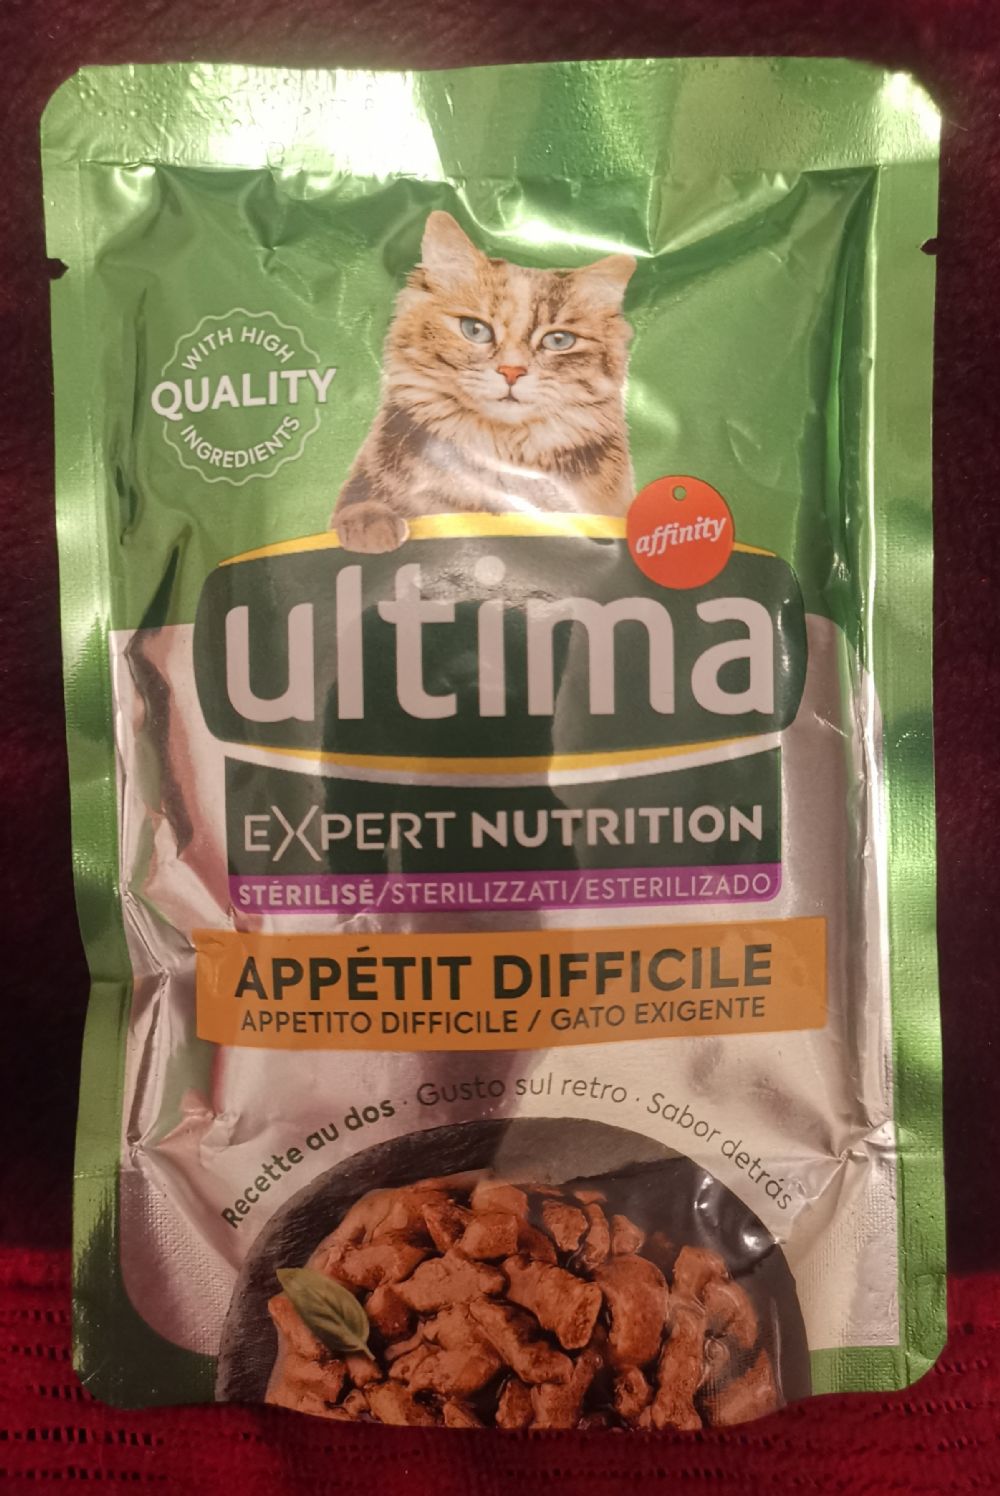 WITH HIGH
QUALITY
INGREDIENTS
affinity
ultima
EXPERT NUTRITION
STÉRILISÉ/STERILIZZATI/ESTERILIZADO
APPÉTIT DIFFICILE
APPETITO DIFFICILE / GATO EXIGENTE
Recette au dos · Gusto sul retro · Sabor detrás